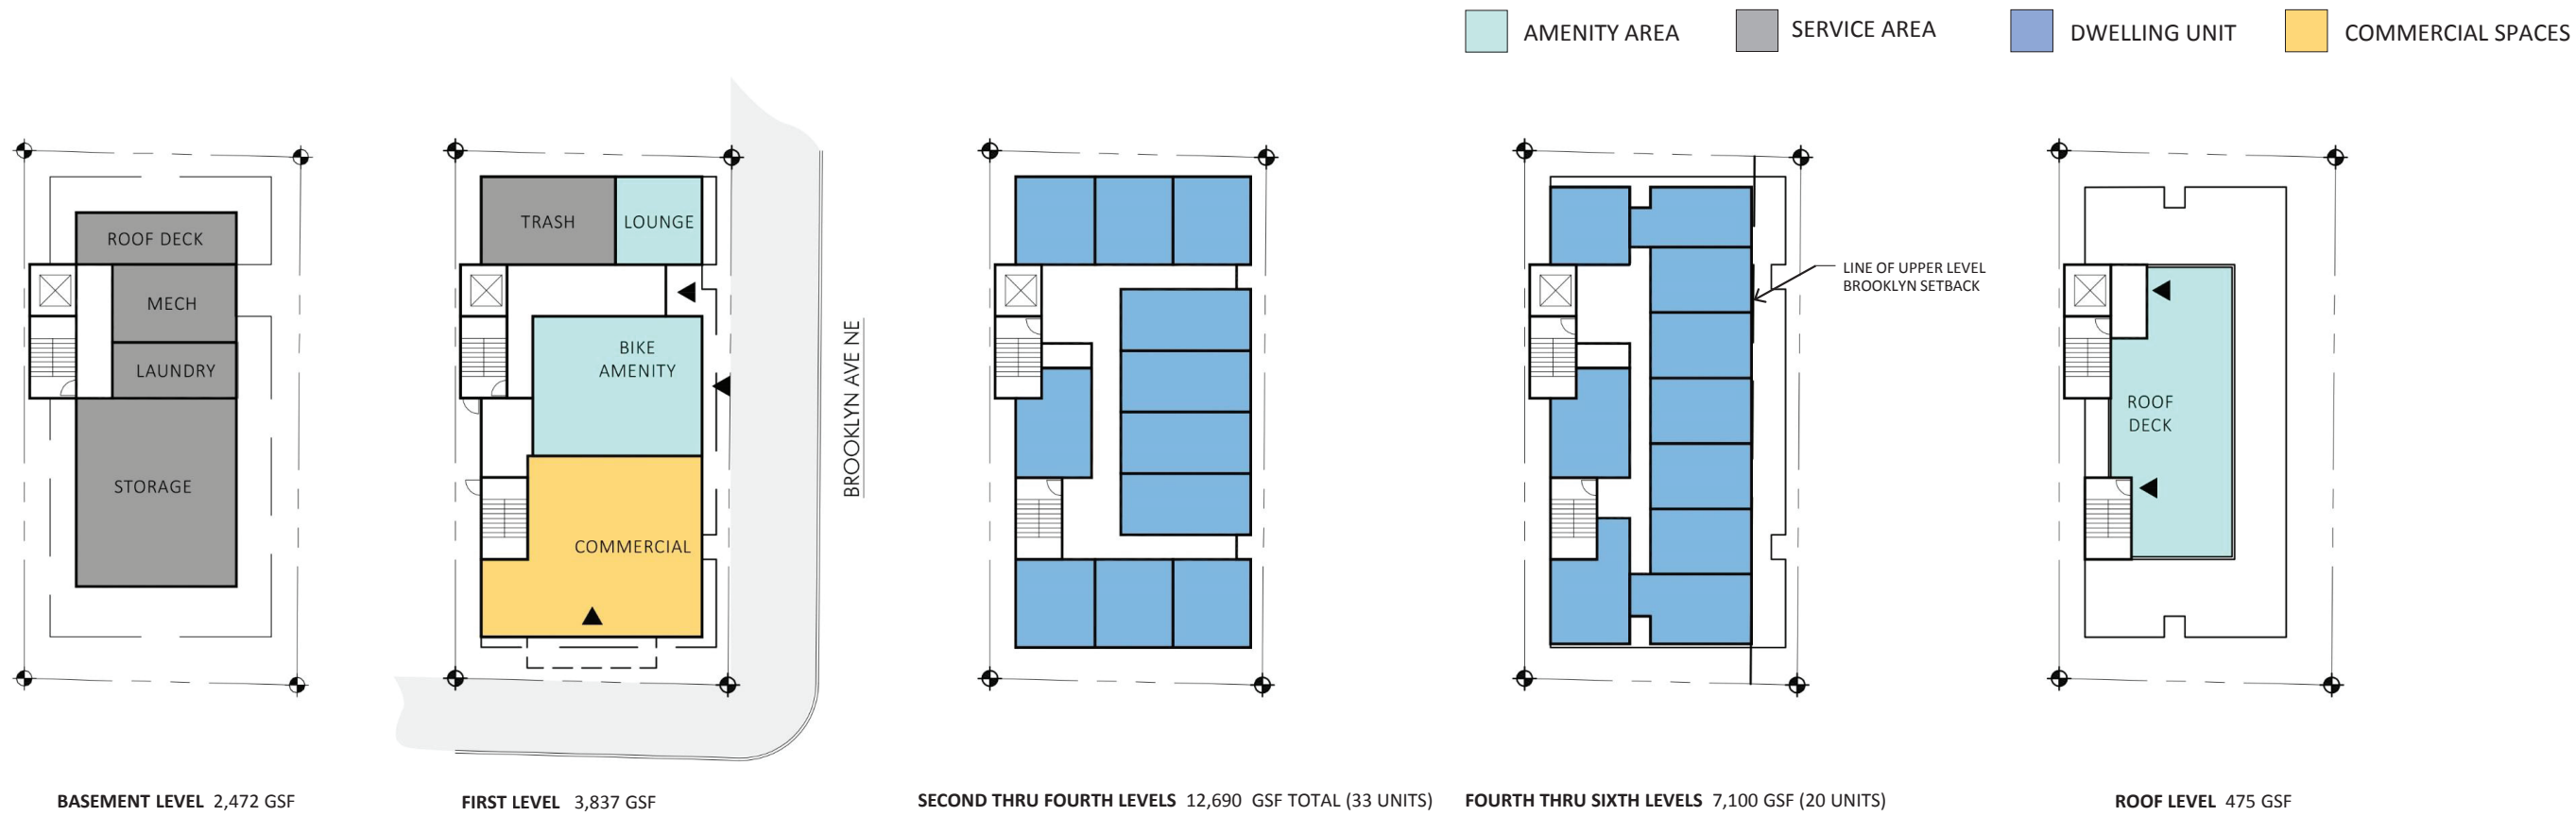 AMENITY AREA
SERVICE AREA
DWELLING UNIT
COMMERCIAL SPACES
ROOF DECK
MECH
LAUNDRY
STORAGE
TRASH
LOUNGE
BIKE
AMENITY
COMMERCIAL
BROOKLYN AVE NE
LINE OF UPPER LEVEL
BROOKLYN SETBACK
ROOF
DECK
BASEMENT LEVEL 2,472 GSF
FIRST LEVEL 3,837 GSF
SECOND THRU FOURTH LEVELS 12,690 GSF TOTAL (33 UNITS)
FOURTH THRU SIXTH LEVELS 7,100 GSF (20 UNITS)
ROOF LEVEL 475 GSF